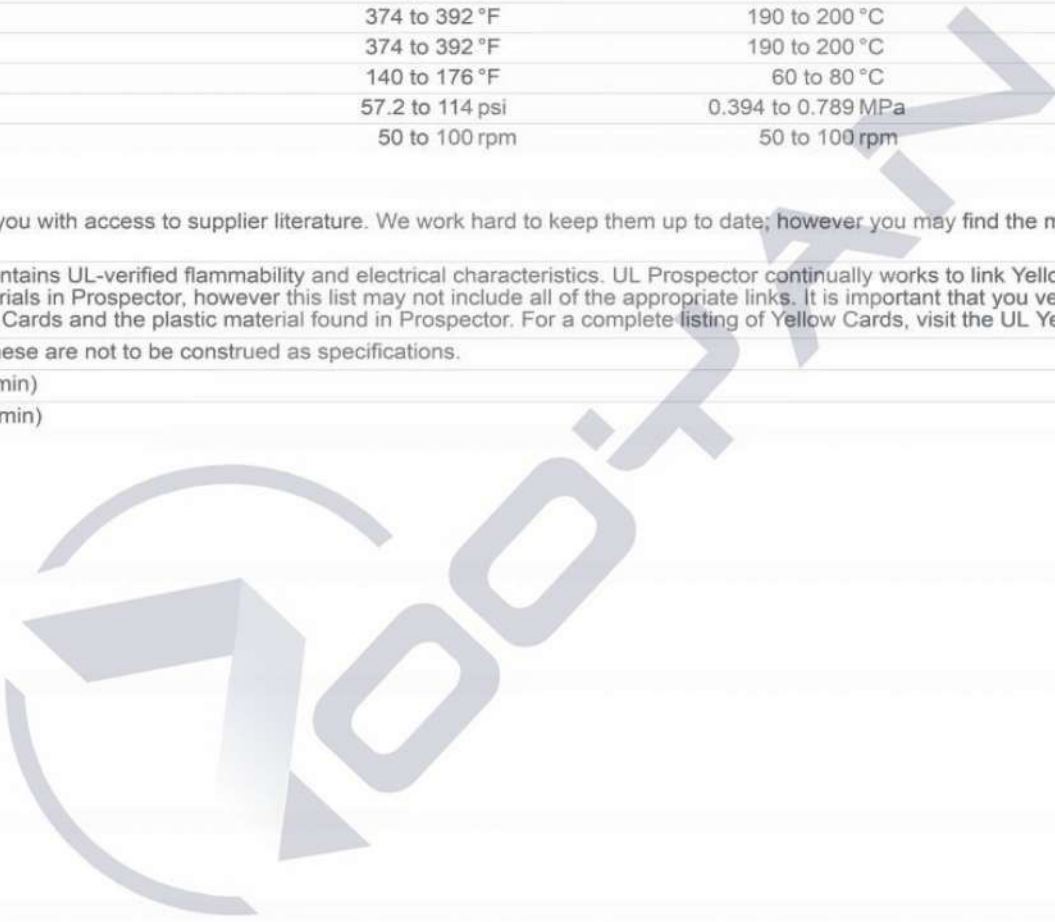 374 to 392 °F 190 to 200 °C
374 to 392 °F 190 to 200 °C
140 to 176 °F 60 to 80 °C
57.2 to 114 psi 0.394 to 0.789 MPa
50 to 100 rpm 50 to 100 rpm
you with access to supplier literature. We work hard to keep them up to date; however you may find the m
ntains UL-verified flammability and electrical characteristics. UL Prospector continually works to link Yello
rials in Prospector, however this list may not include all of the appropriate links. It is important that you ve
Cards and the plastic material found in Prospector. For a complete listing of Yellow Cards, visit the UL Ye
nese are not to be construed as specifications.
min)
min)